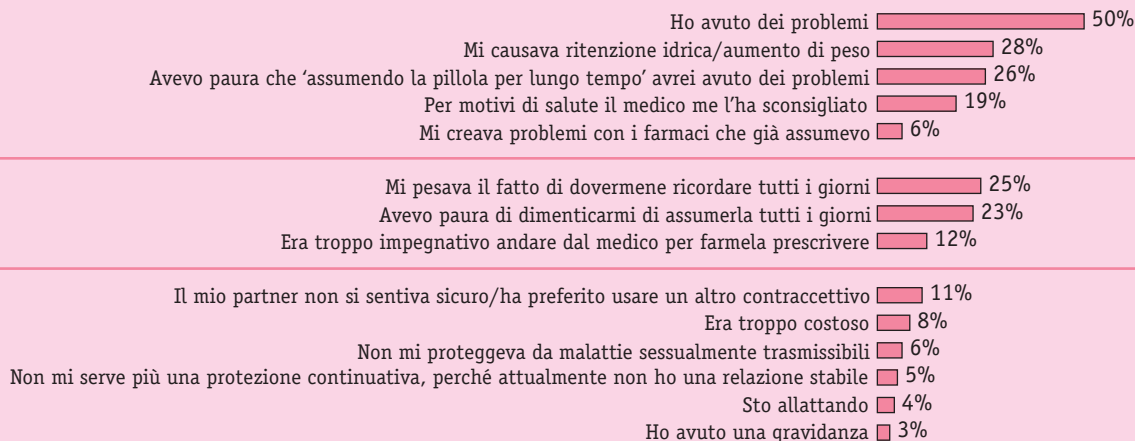 Ho avuto dei problemi 50%
Mi causava ritenzione idrica/aumento di peso 28%
Avevo paura che ‘assumendo la pillola per lungo tempo’ avrei avuto dei problemi 26%
Per motivi di salute il medico me l’ha sconsigliato 19%
Mi creava problemi con i farmaci che già assumevo 6%
Mi pesava il fatto di dovermene ricordare tutti i giorni 25%
Avevo paura di dimenticarmi di assumerla tutti i giorni 23%
Era troppo impegnativo andare dal medico per farmela prescrivere 12%
Il mio partner non si sentiva sicuro/ha preferito usare un altro contraccettivo 11%
Era troppo costoso 8%
Non mi proteggeva da malattie sessualmente trasmissibili 6%
Non mi serve più una protezione continuativa, perché attualmente non ho una relazione stabile 5%
Sto allattando 4%
Ho avuto una gravidanza 3%